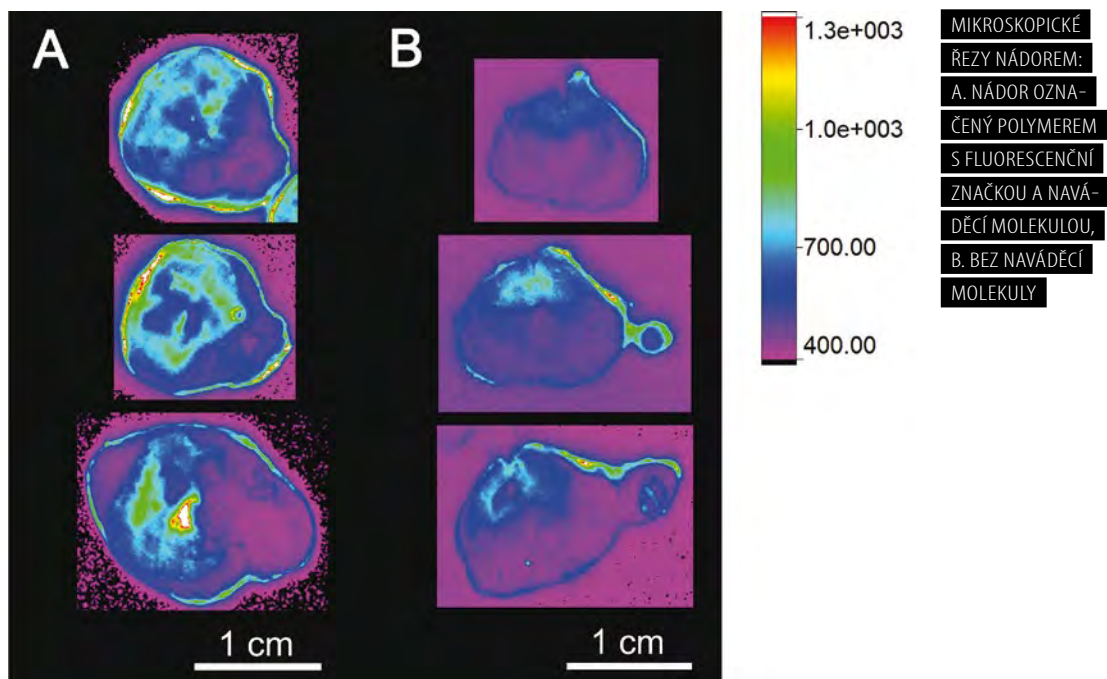 A
B
1.3e+003
1.0e+003
700.00
400.00
1 cm
1 cm
MIKROSKOPICKÉ
ŘEZY NÁDOREM:
A. NÁDOR OZNA-
ČENÝ POLYMEREM
S FLUORESCENČNÍ
ZNAČKOU A NAVÁ-
DĚCÍ MOLEKULOU,
B. BEZ NAVÁDĚCÍ
MOLEKULY